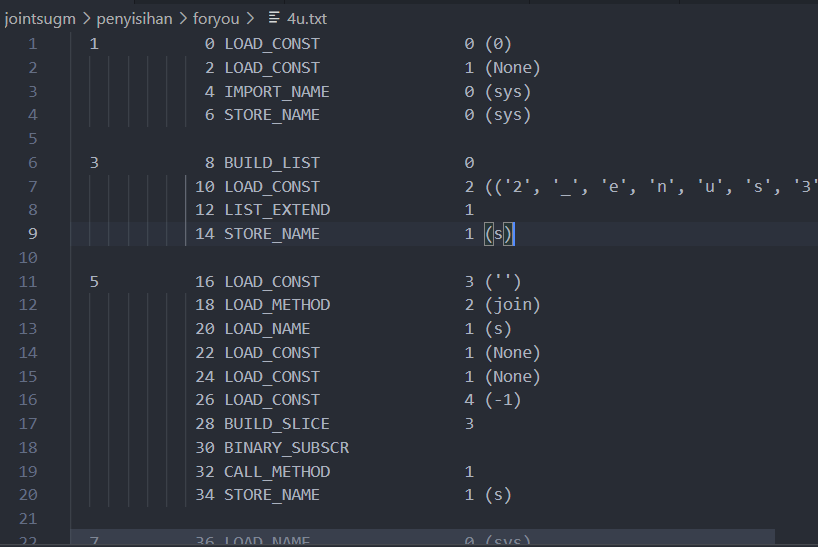 jointsugm > penyisihan > foryou > 4u.txt
1 1 0 LOAD_CONST 0 (0)
2 2 LOAD_CONST 1 (None)
3 4 IMPORT_NAME 0 (sys)
4 6 STORE_NAME 0 (sys)
5
6 3 8 BUILD_LIST 0
7 10 LOAD_CONST 2 (('2', '_', 'e', 'n', 'u', 's', '3'
8 12 LIST_EXTEND 1
9 14 STORE_NAME 1 (s)
10
11 5 16 LOAD_CONST 3 ('')
12 18 LOAD_METHOD 2 (join)
13 20 LOAD_NAME 1 (s)
14 22 LOAD_CONST 1 (None)
15 24 LOAD_CONST 1 (None)
16 26 LOAD_CONST 4 (-1)
17 28 BUILD_SLICE 3
18 30 BINARY_SUBSCR
19 32 CALL_METHOD 1
20 34 STORE_NAME 1 (s)
21
22 7 36 LOAD_NAME 0 (sys)